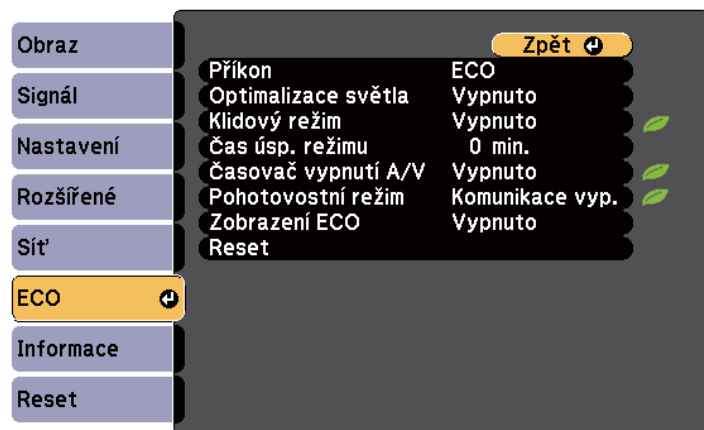 Obraz
Signál
Nastavení
Rozšířené
Síť
ECO
Informace
Reset
Zpět
Příkon ECO
Optimalizace světla Vypnuto
Klidový režim Vypnuto
Čas úsp. režimu 0 min.
Časovač vypnutí A/V Vypnuto
Pohotovostní režim Komunikace vyp.
Zobrazení ECO Vypnuto
Reset